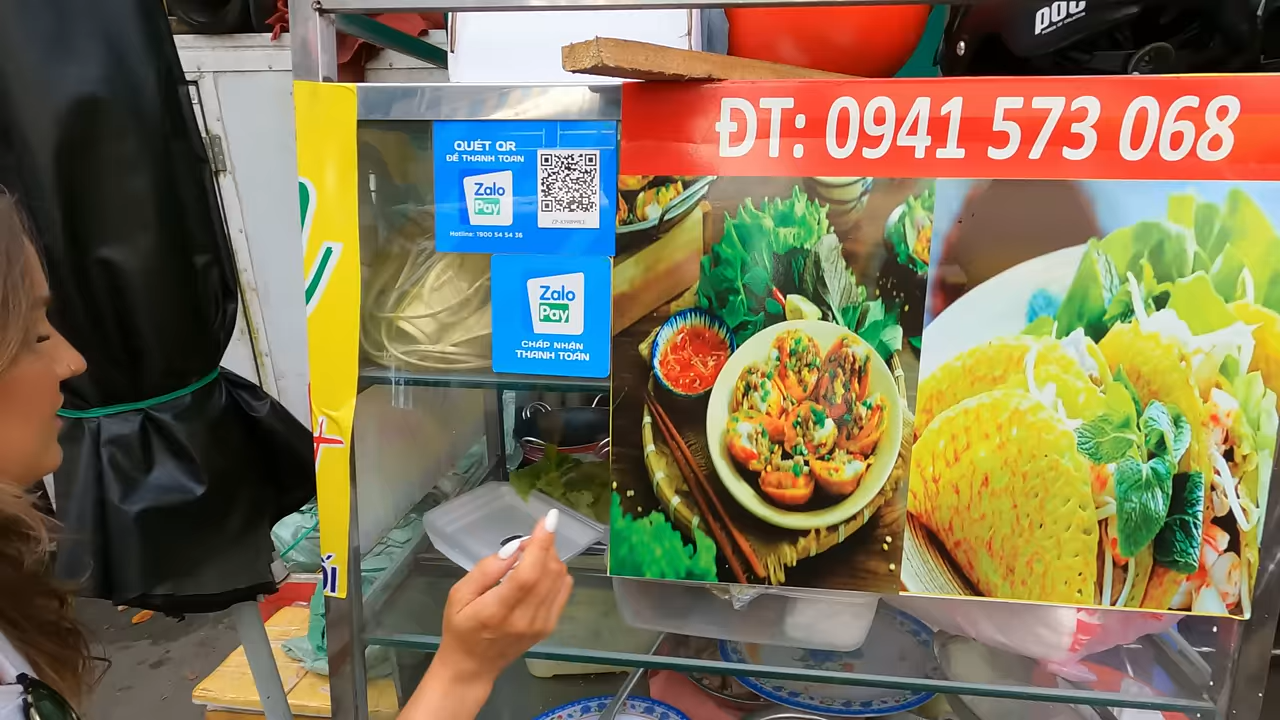 POC
ĐT: 0941 573 068
QUÉT QR
ĐỂ THANH TOÁN
Zalo
Pay
Hotline: 1900 54 54 36
Zalo
Pay
CHẤP NHẬN
THANH TOÁN